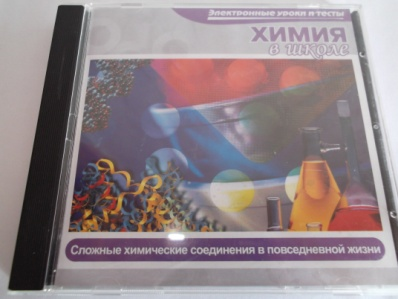 Электронные уроки и тесты
ХИМИЯ
в школе
Сложные химические соединения в повседневной жизни